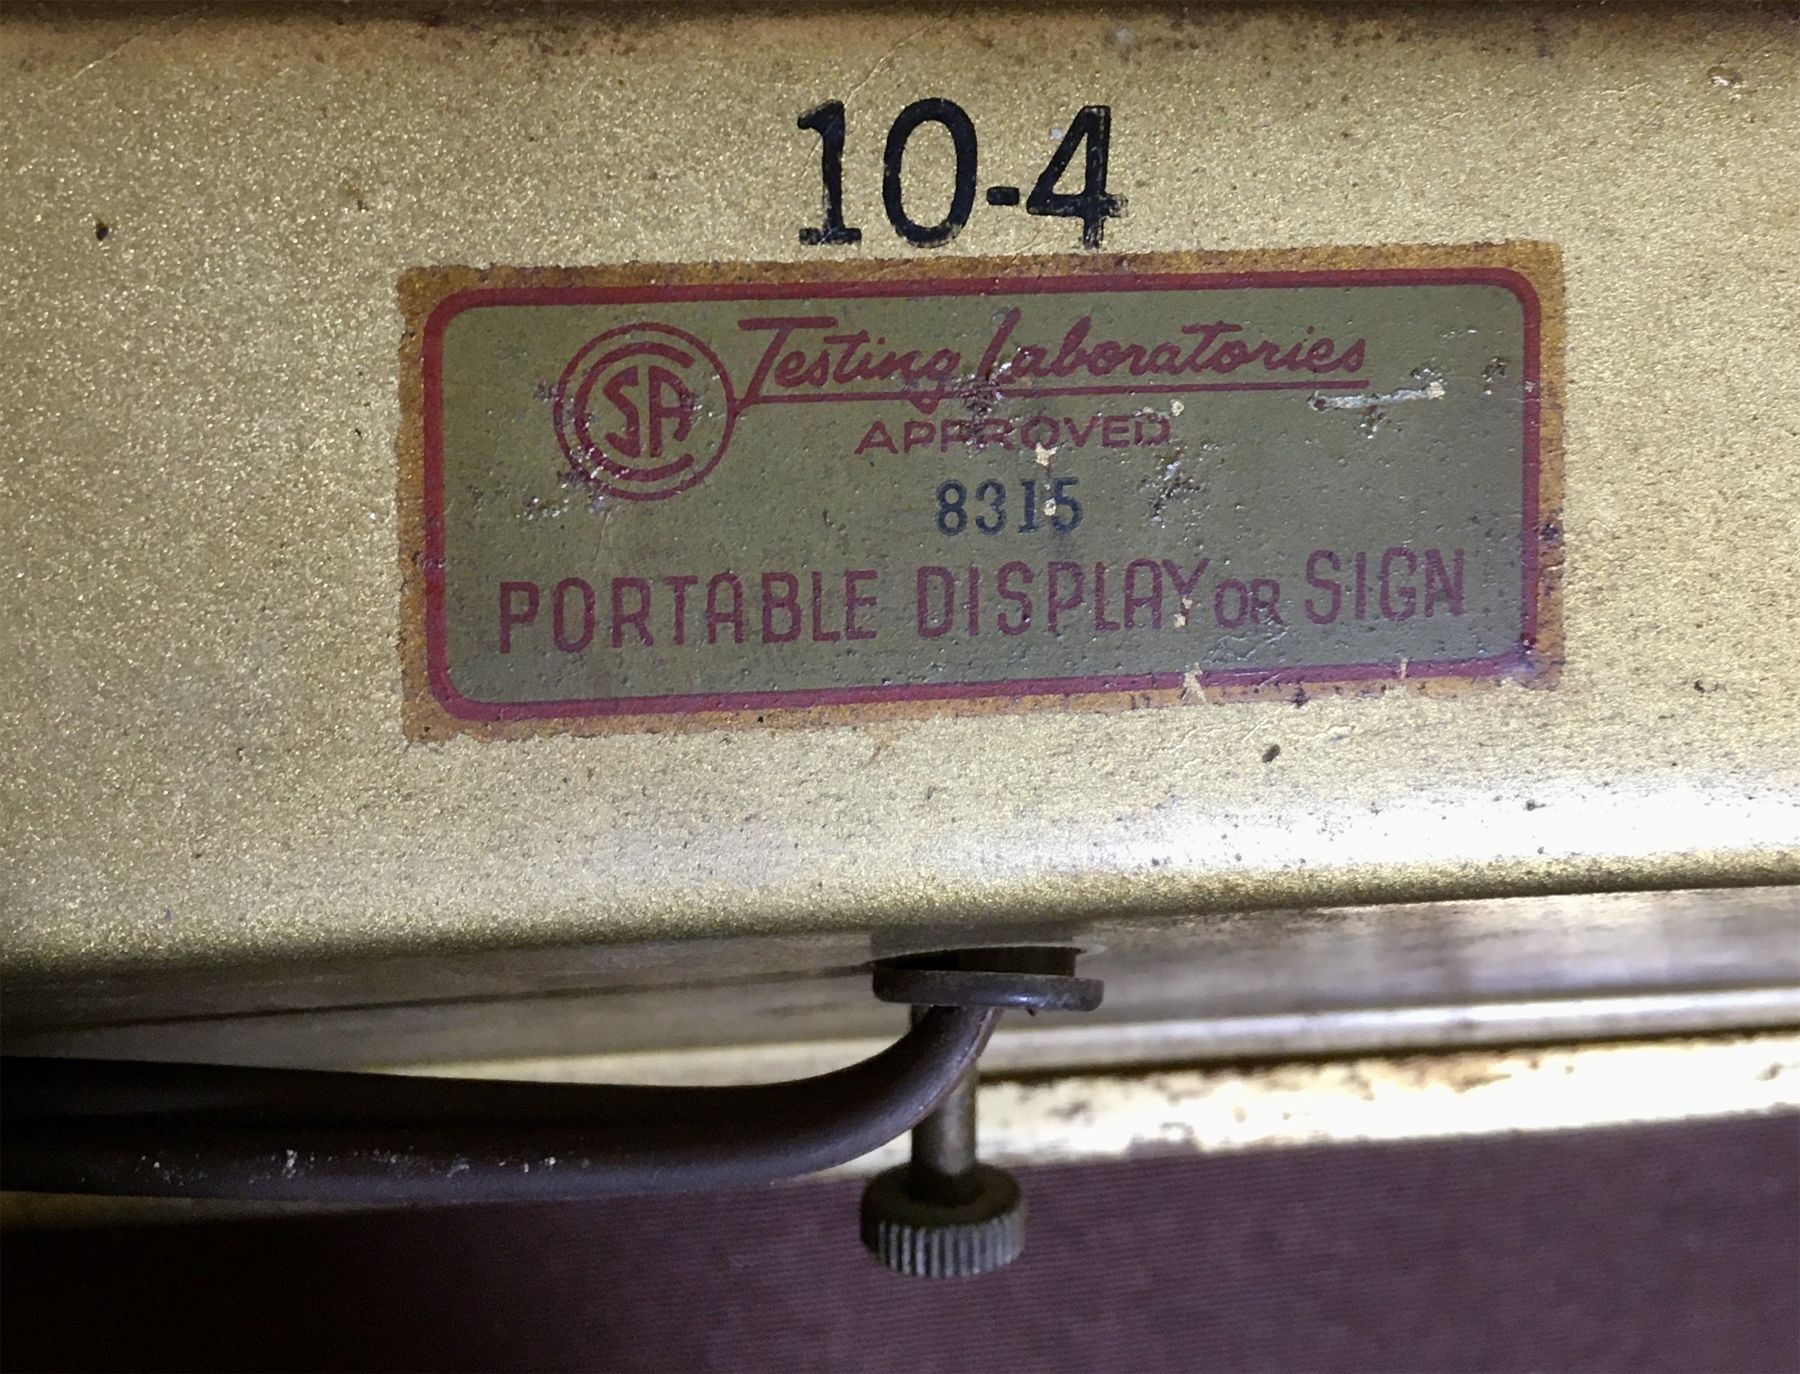 10-4
CSA Testing Laboratories
APPROVED
8315
PORTABLE DISPLAY OR SIGN